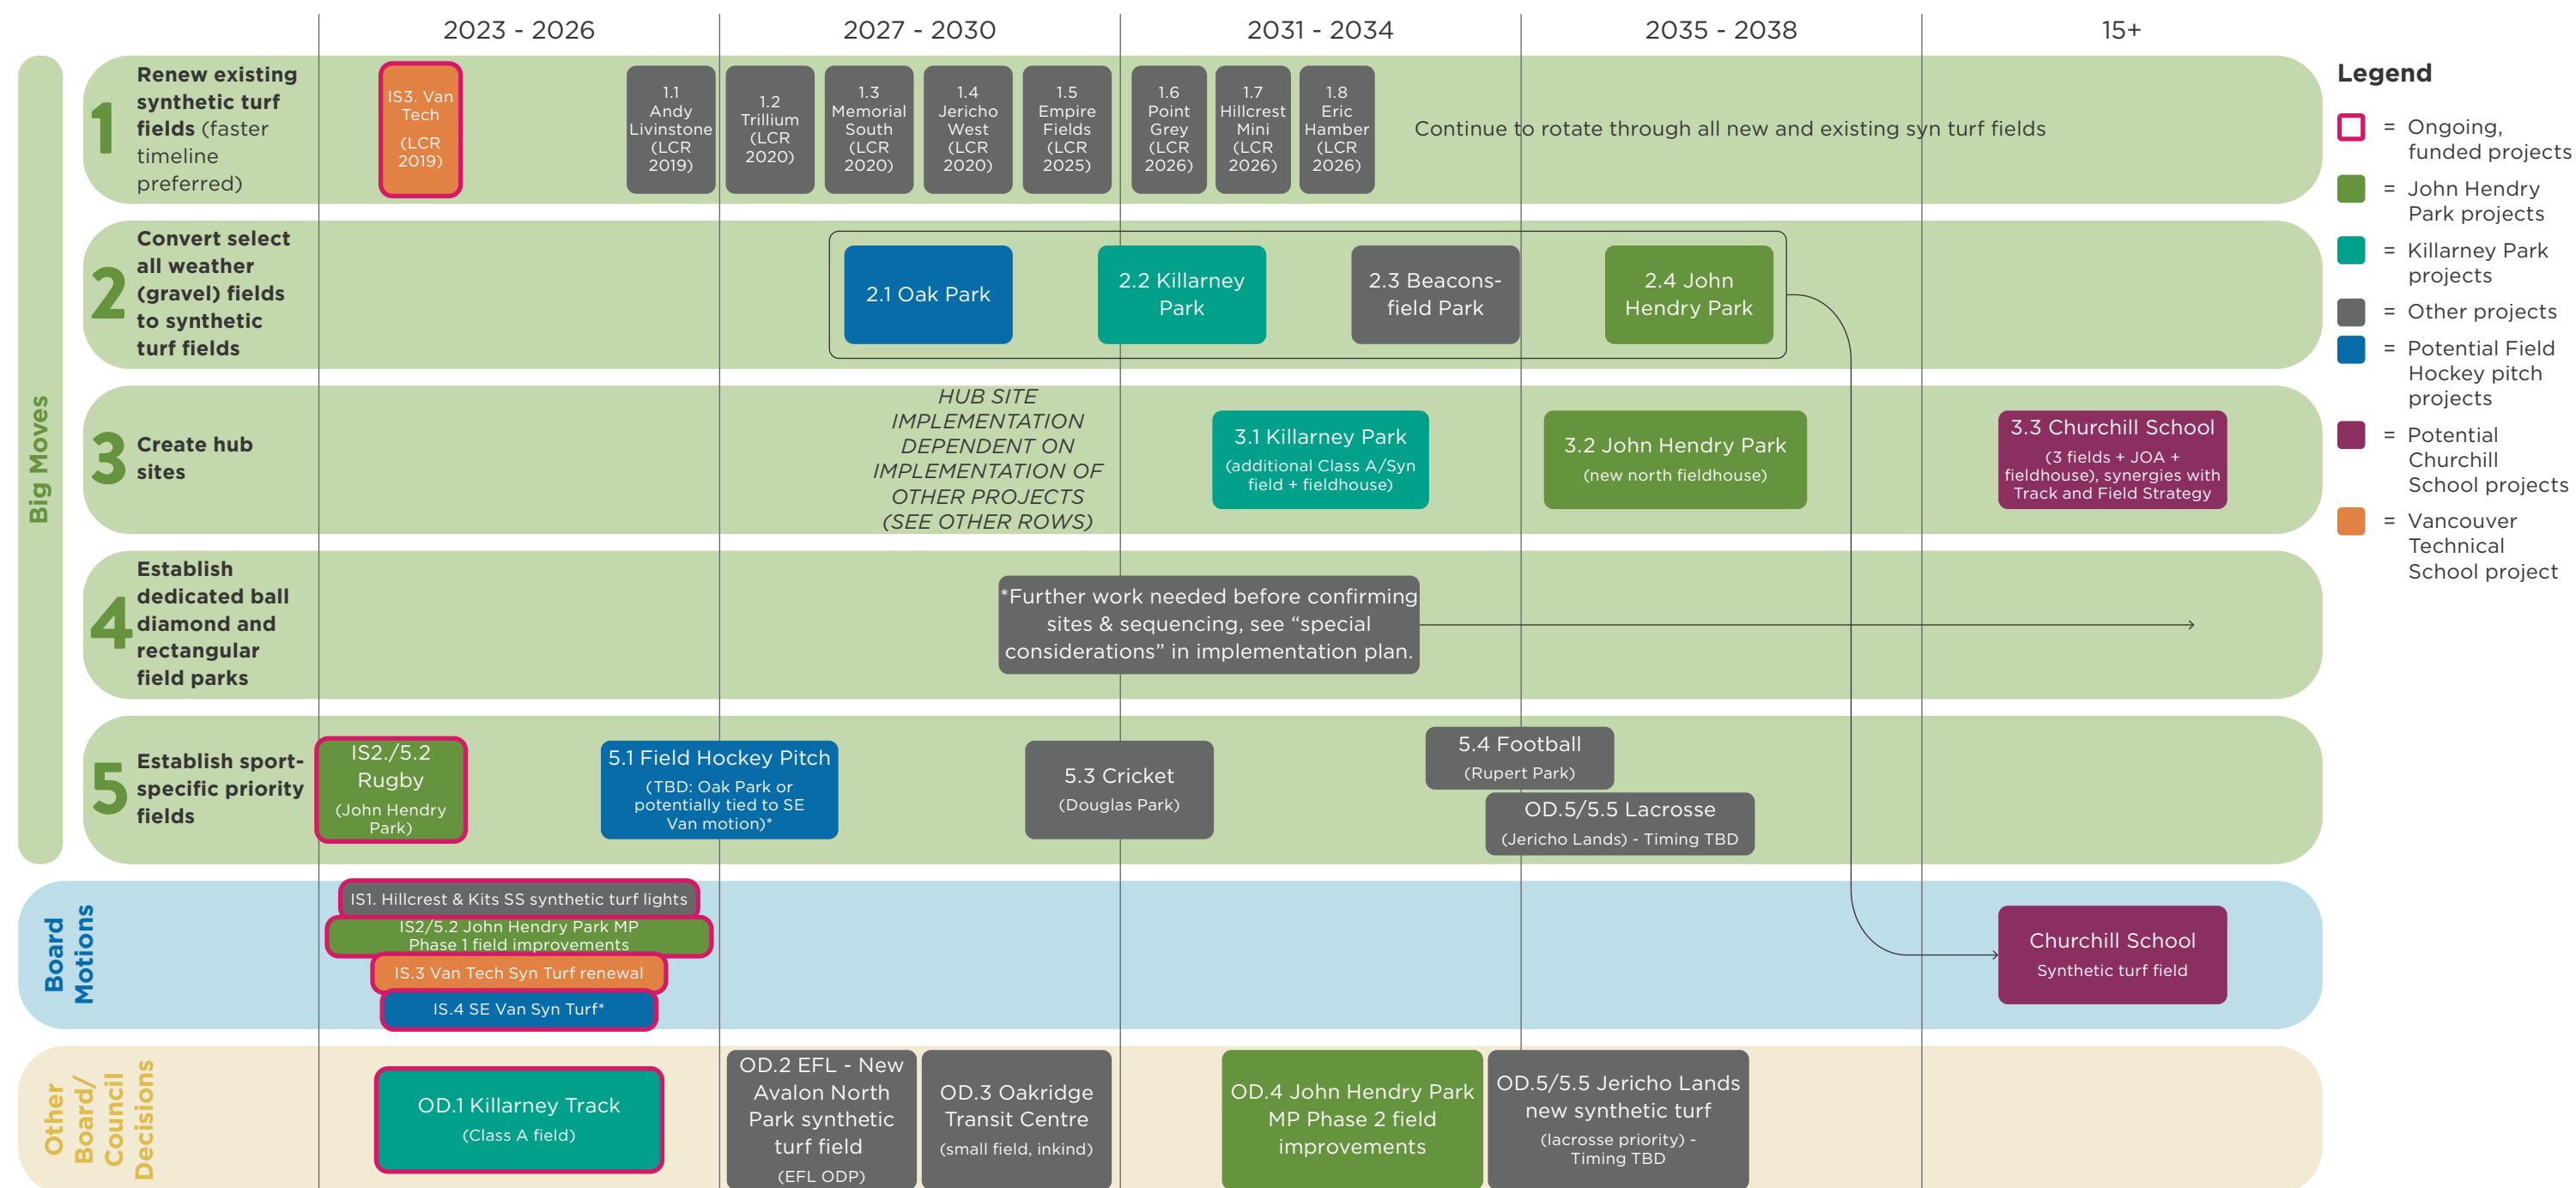 2023 - 2026
2027 - 2030
2031 - 2034
2035 - 2038
15+
Big Moves
1
Renew existing
synthetic turf
fields (faster
timeline
preferred)
IS3. Van
Tech
(LCR
2019)
1.1
Andy
Livinstone
(LCR
2019)
1.2
Trillium
(LCR
2020)
1.3
Memorial
South
(LCR
2020)
1.4
Jericho
West
(LCR
2020)
1.5
Empire
Fields
(LCR
2025)
1.6
Point
Grey
(LCR
2026)
1.7
Hillcrest
Mini
(LCR
2026)
1.8
Eric
Hamber
(LCR
2026)
Continue to rotate through all new and existing syn turf fields
2
Convert select
all weather
(gravel) fields
to synthetic
turf fields
2.1 Oak Park
2.2 Killarney
Park
2.3 Beacons-
field Park
2.4 John
Hendry Park
3
Create hub
sites
HUB SITE
IMPLEMENTATION
DEPENDENT ON
IMPLEMENTATION OF
OTHER PROJECTS
(SEE OTHER ROWS)
3.1 Killarney Park
(additional Class A/Syn
field + fieldhouse)
3.2 John Hendry Park
(new north fieldhouse)
3.3 Churchill School
(3 fields + JOA +
fieldhouse), synergies with
Track and Field Strategy
4
Establish
dedicated ball
diamond and
rectangular
field parks
*Further work needed before confirming
sites & sequencing, see “special
considerations” in implementation plan.
5
Establish sport-
specific priority
fields
IS2./5.2
Rugby
(John Hendry
Park)
5.1 Field Hockey Pitch
(TBD: Oak Park or
potentially tied to SE
Van motion)*
5.3 Cricket
(Douglas Park)
5.4 Football
(Rupert Park)
OD.5/5.5 Lacrosse
(Jericho Lands) - Timing TBD
Board
Motions
IS1. Hillcrest & Kits SS synthetic turf lights
IS2/5.2 John Hendry Park MP
Phase 1 field improvements
IS.3 Van Tech Syn Turf renewal
IS.4 SE Van Syn Turf*
Churchill School
Synthetic turf field
Other
Board/
Council
Decisions
OD.1 Killarney Track
(Class A field)
OD.2 EFL - New
Avalon North
Park synthetic
turf field
(EFL ODP)
OD.3 Oakridge
Transit Centre
(small field, inkind)
OD.4 John Hendry Park
MP Phase 2 field
improvements
OD.5/5.5 Jericho Lands
new synthetic turf
(lacrosse priority) -
Timing TBD
Legend
= Ongoing,
funded projects
= John Hendry
Park projects
= Killarney Park
projects
= Other projects
= Potential Field
Hockey pitch
projects
= Potential
Churchill
School projects
= Vancouver
Technical
School project